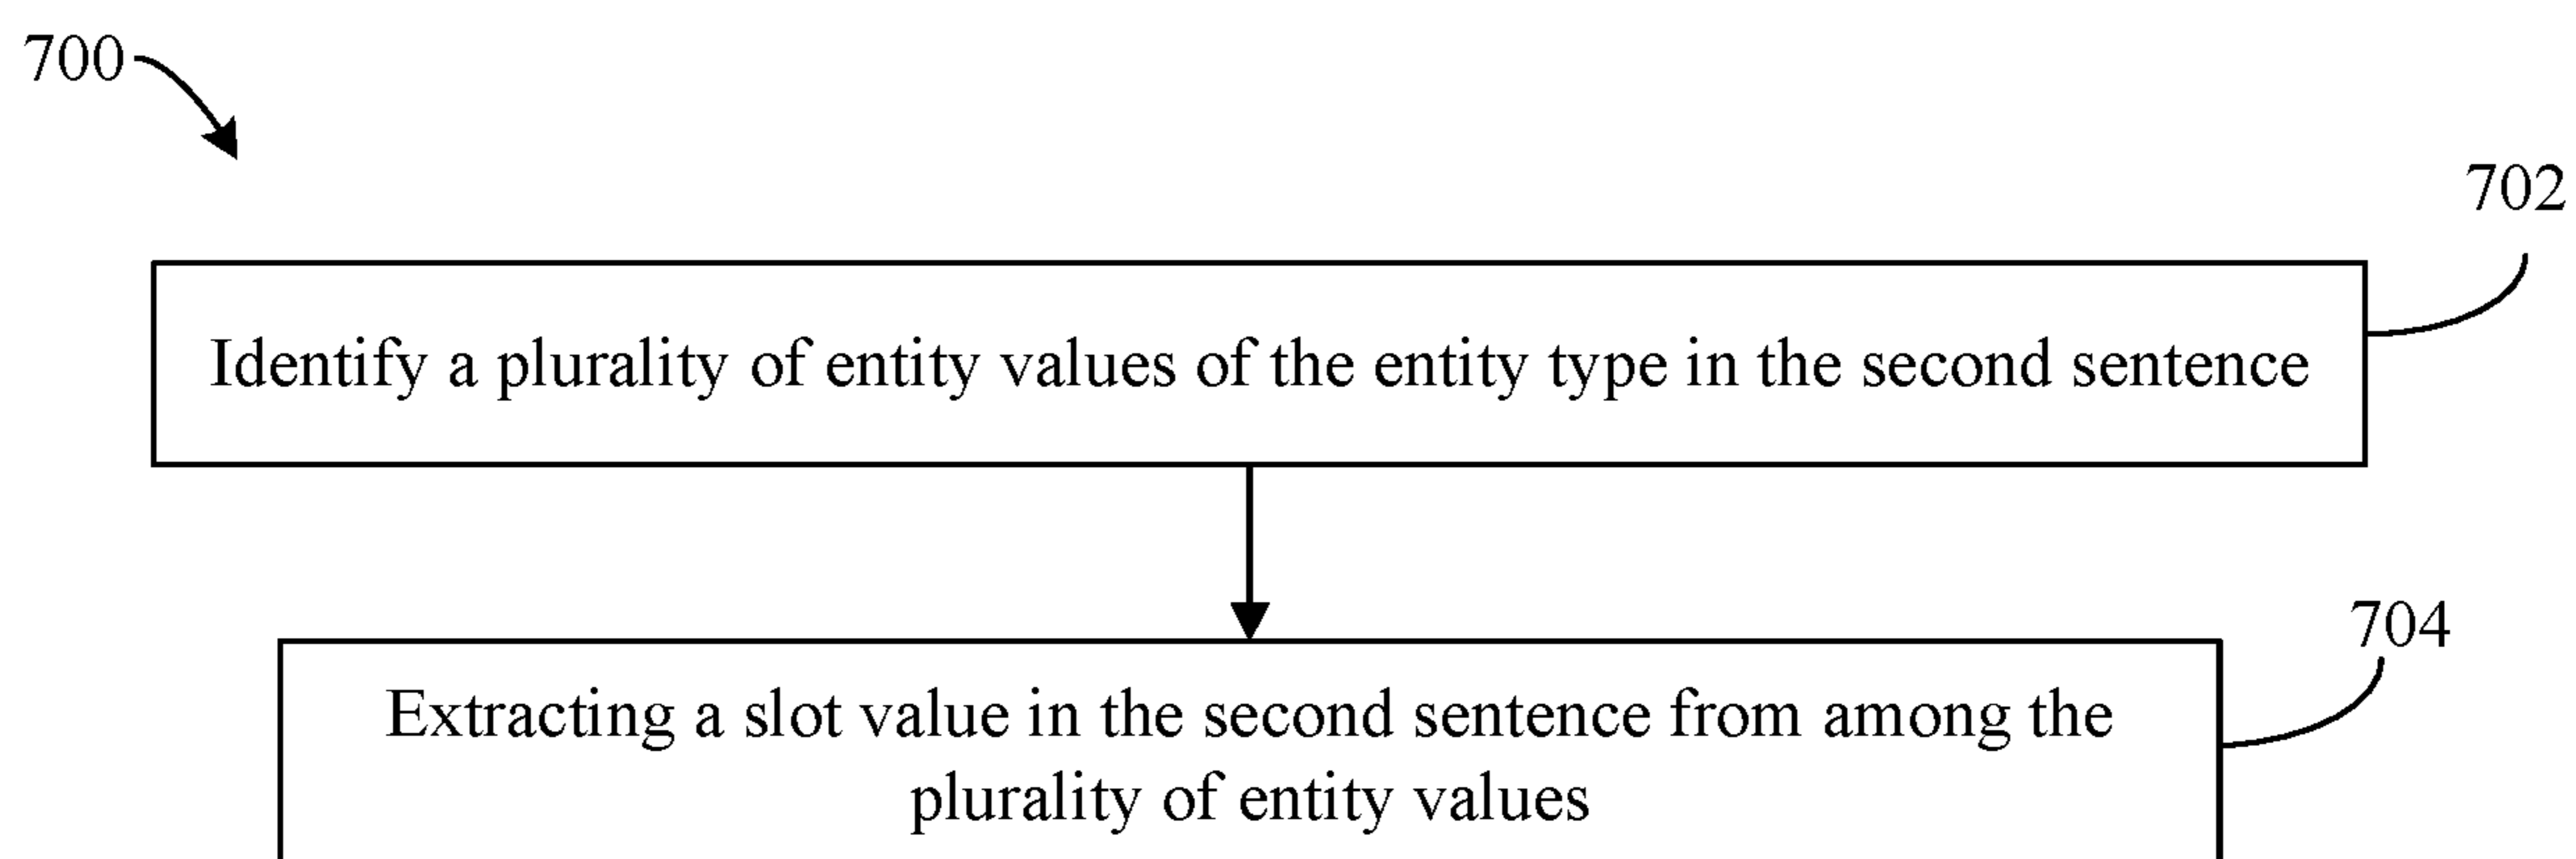 700
702
Identify a plurality of entity values of the entity type in the second sentence
704
Extracting a slot value in the second sentence from among the
plurality of entity values